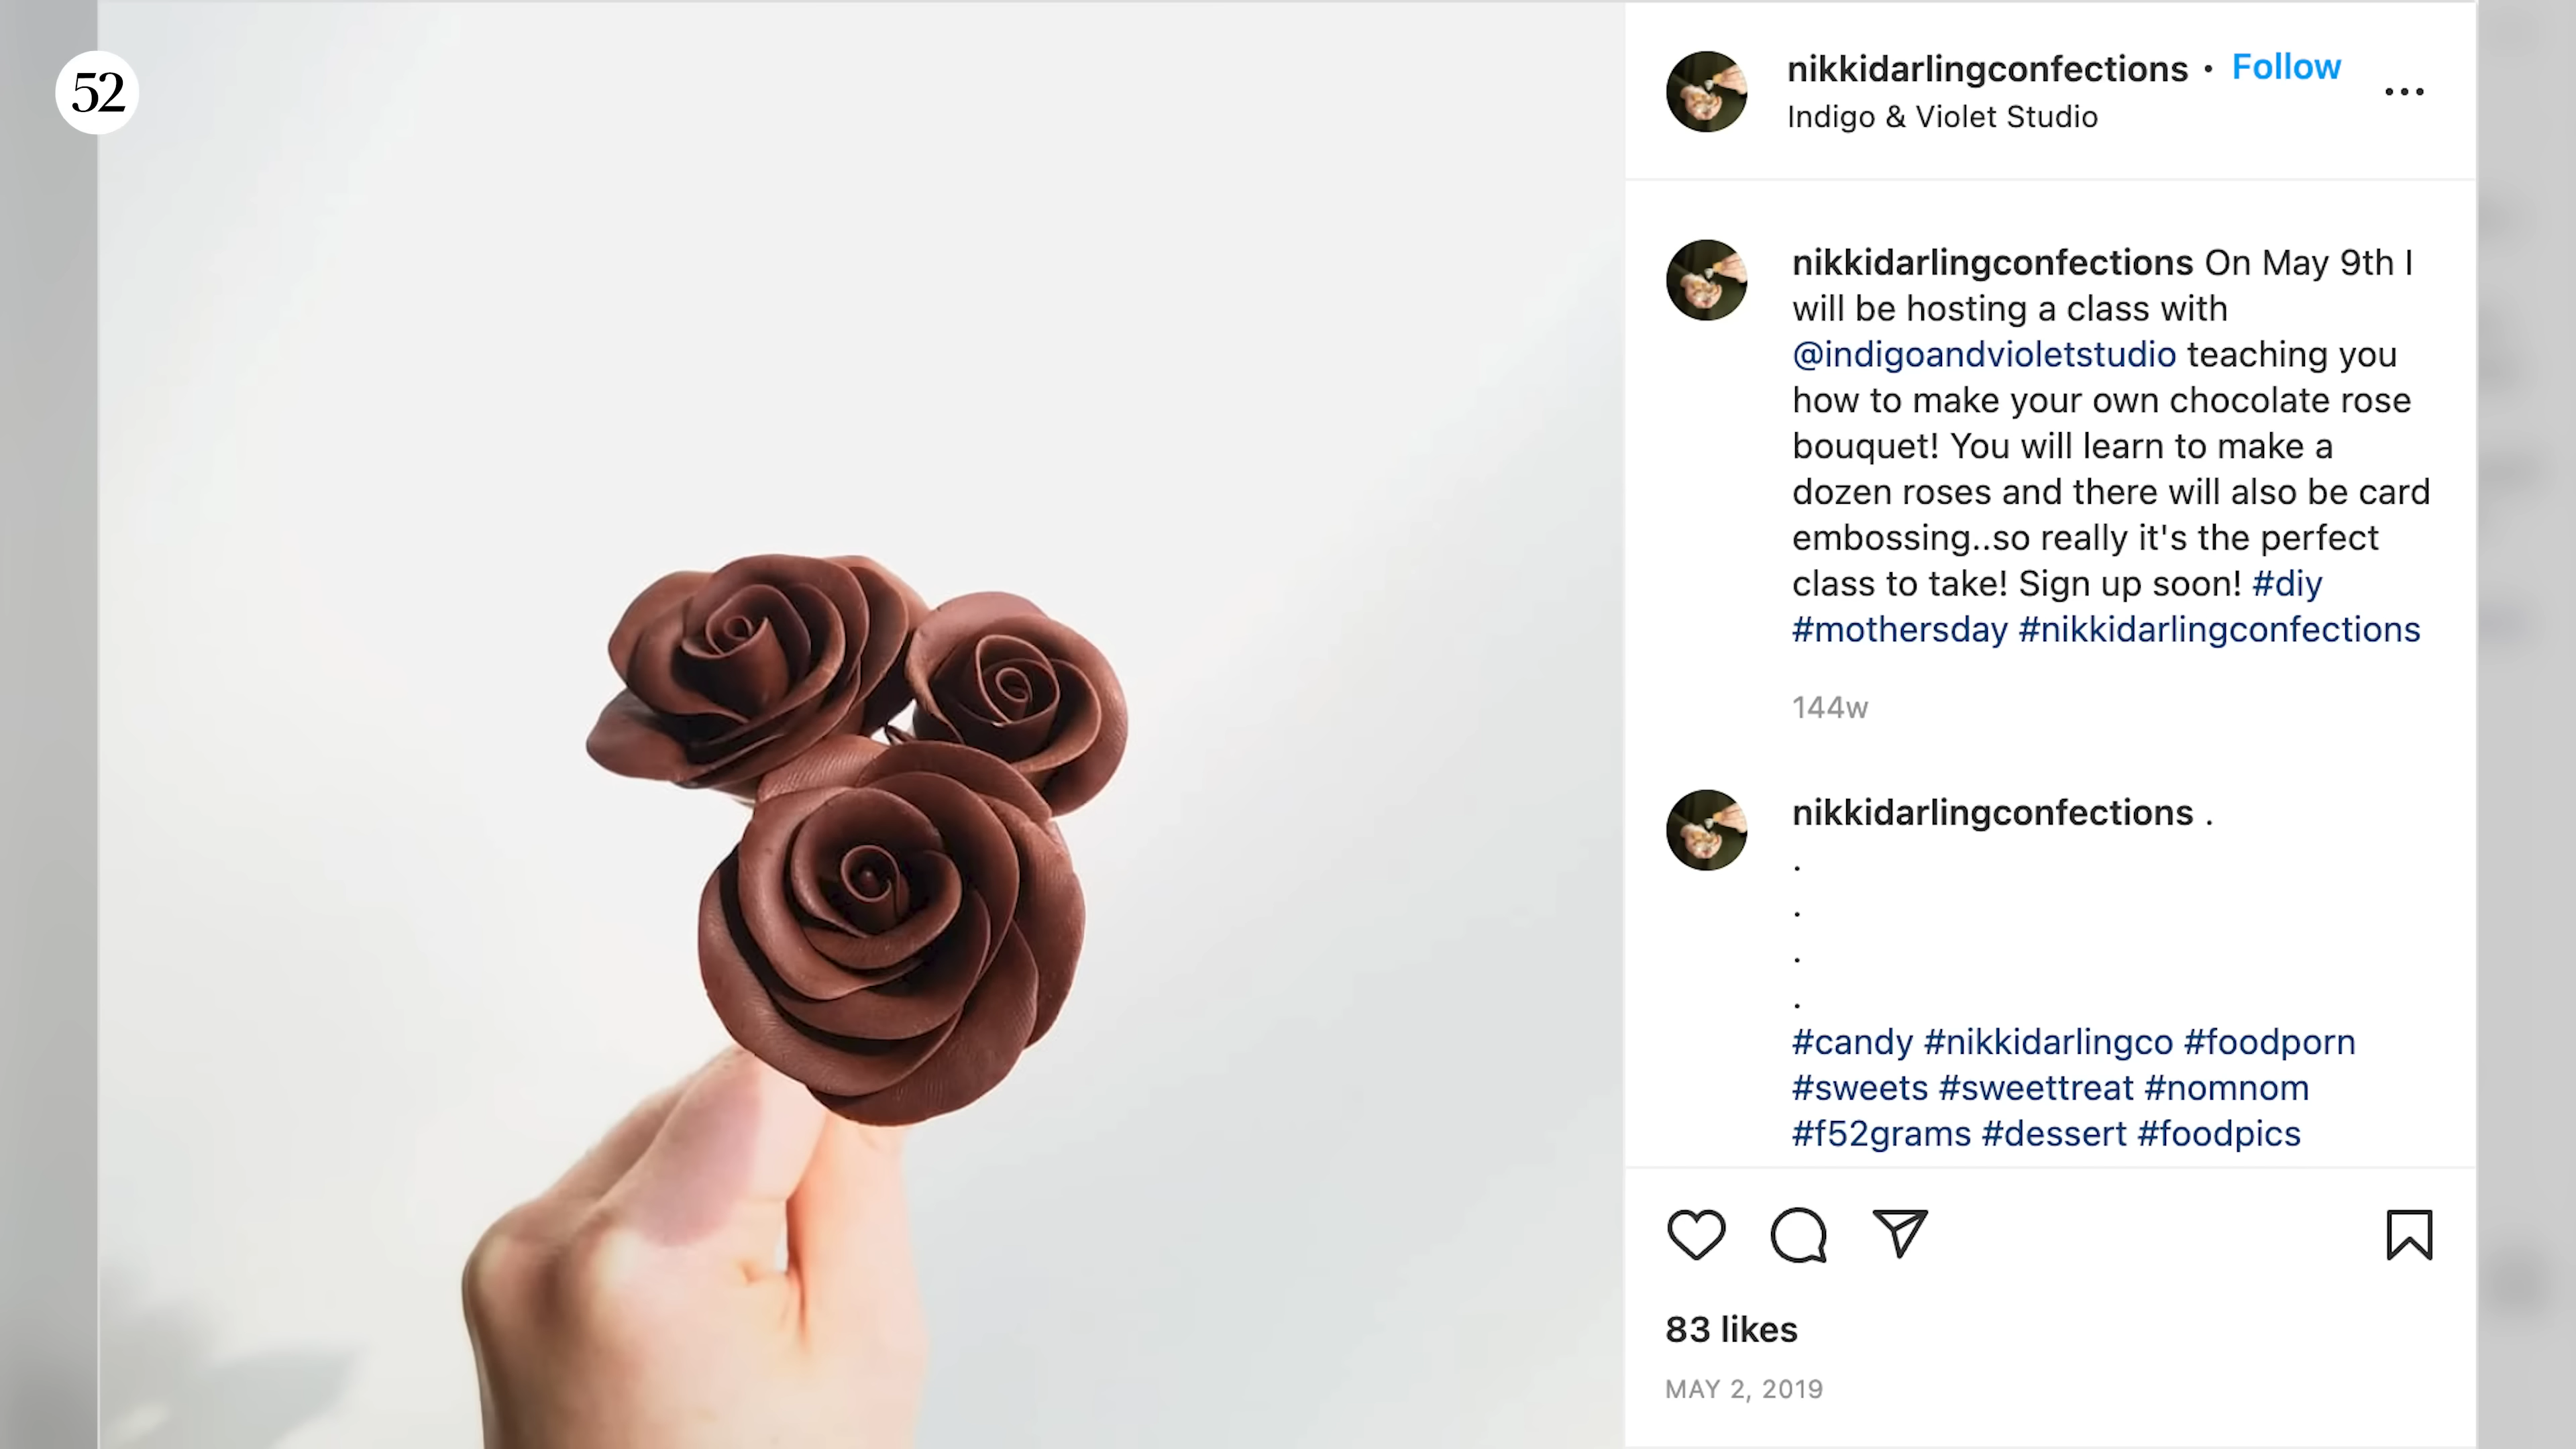 52
nikkidarlingconfections • Follow
Indigo & Violet Studio
nikkidarlingconfections On May 9th I
will be hosting a class with
@indigoandvioletstudio teaching you
how to make your own chocolate rose
bouquet! You will learn to make a
dozen roses and there will also be card
embossing..so really it's the perfect
class to take! Sign up soon! #diy
#mothersday #nikkidarlingconfections
144w
nikkidarlingconfections .
.
.
.
.
#candy #nikkidarlingco #foodporn
#sweets #sweettreat #nomnom
#f52grams #dessert #foodpics
83 likes
MAY 2, 2019